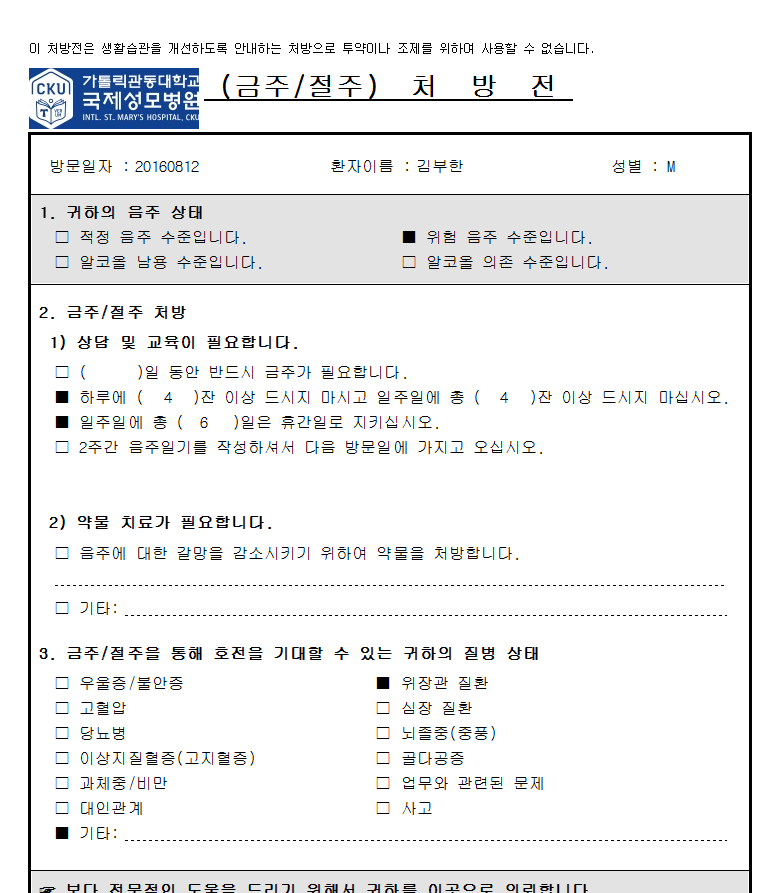 이 처방전은 생활습관을 개선하도록 안내하는 처방으로 투약이나 조제를 위하여 사용할 수 없습니다.
CKU 가톨릭관동대학교 국제성모병원 INTL. ST. MARY'S HOSPITAL, CKU
(금주/절주) 처 방 전
방문일자 : 20160812 환자이름 : 김부한 성별 : M
1. 귀하의 음주 상태
□ 적정 음주 수준입니다. ■ 위험 음주 수준입니다.
□ 알코올 남용 수준입니다. □ 알코올 의존 수준입니다.
2. 금주/절주 처방
1) 상담 및 교육이 필요합니다.
□ ( )일 동안 반드시 금주가 필요합니다.
■ 하루에 ( 4 )잔 이상 드시지 마시고 일주일에 총 ( 4 )잔 이상 드시지 마십시오.
■ 일주일에 총 ( 6 )일은 휴간일로 지키십시오.
□ 2주간 음주일기를 작성하셔서 다음 방문일에 가지고 오십시오.
2) 약물 치료가 필요합니다.
□ 음주에 대한 갈망을 감소시키기 위하여 약물을 처방합니다.
□ 기타:
3. 금주/절주을 통해 호전을 기대할 수 있는 귀하의 질병 상태
□ 우울증/불안증 ■ 위장관 질환
□ 고혈압 □ 심장 질환
□ 당뇨병 □ 뇌졸중(중풍)
□ 이상지질혈증(고지혈증) □ 골다공증
□ 과체중/비만 □ 업무와 관련된 문제
□ 대인관계 □ 사고
■ 기타:
☞ 보다 전문적인 도움을 드리기 위해서 귀하를 이곳으로 의뢰합니다